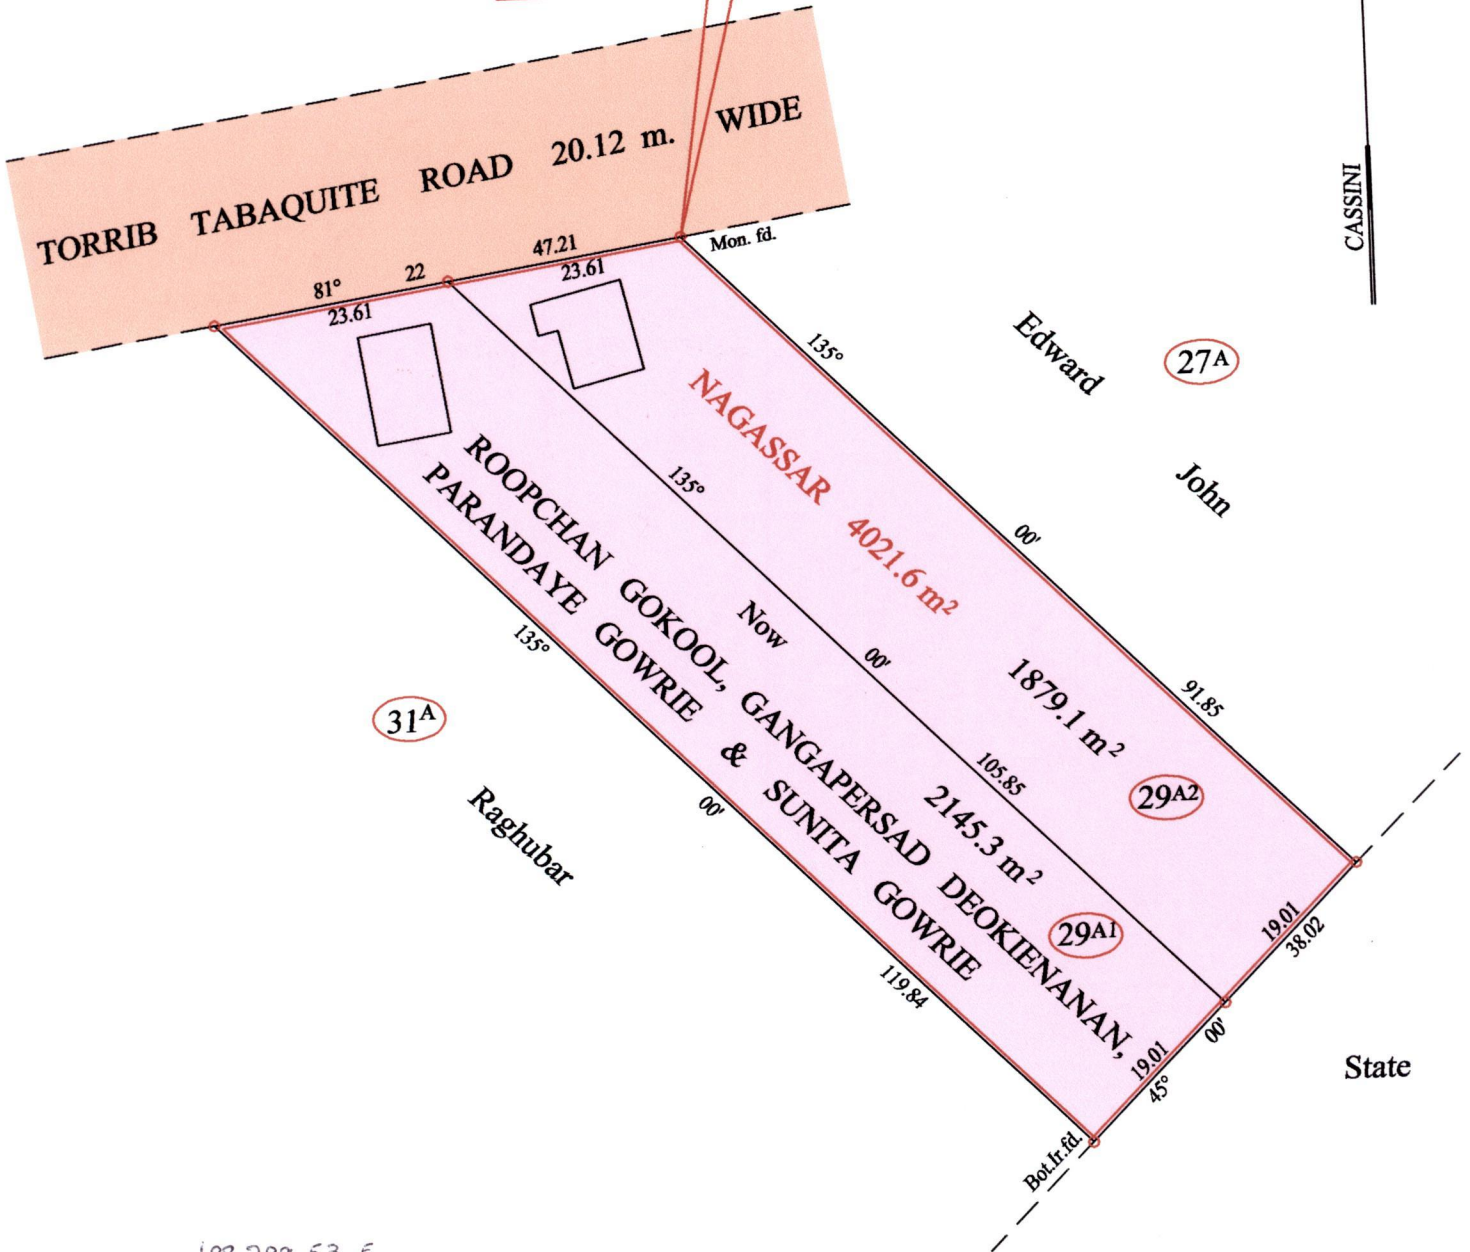 TORRIB TABAQUITE ROAD 20.12 m. WIDE
CASSINI
47.21
Mon. fd.
81° 22
23.61
23.61
135° 00' 91.85
Edward John
27A
NAGASSAR 4021.6 m²
135° 00' 105.85
Now
1879.1 m²
29A2
ROOPCHAN GOKOOL, GANGAPERSAD DEOKIENANAN,
PARANDAYE GOWRIE & SUNITA GOWRIE
2145.3 m²
29A1
135° 00' 119.84
31A
Raghubar
19.01
38.02
19.01
45° 00'
State
Bot.Ir.fd.